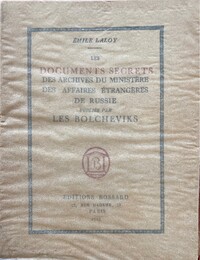 ÉMILE LALOY
LES
DOCUMENTS SECRETS
DES ARCHIVES DU MINISTÈRE
DES AFFAIRES ÉTRANGÈRES
DE RUSSIE
PUBLIÉS PAR
LES BOLCHEVIKS
ÉDITIONS BOSSARD
PARIS